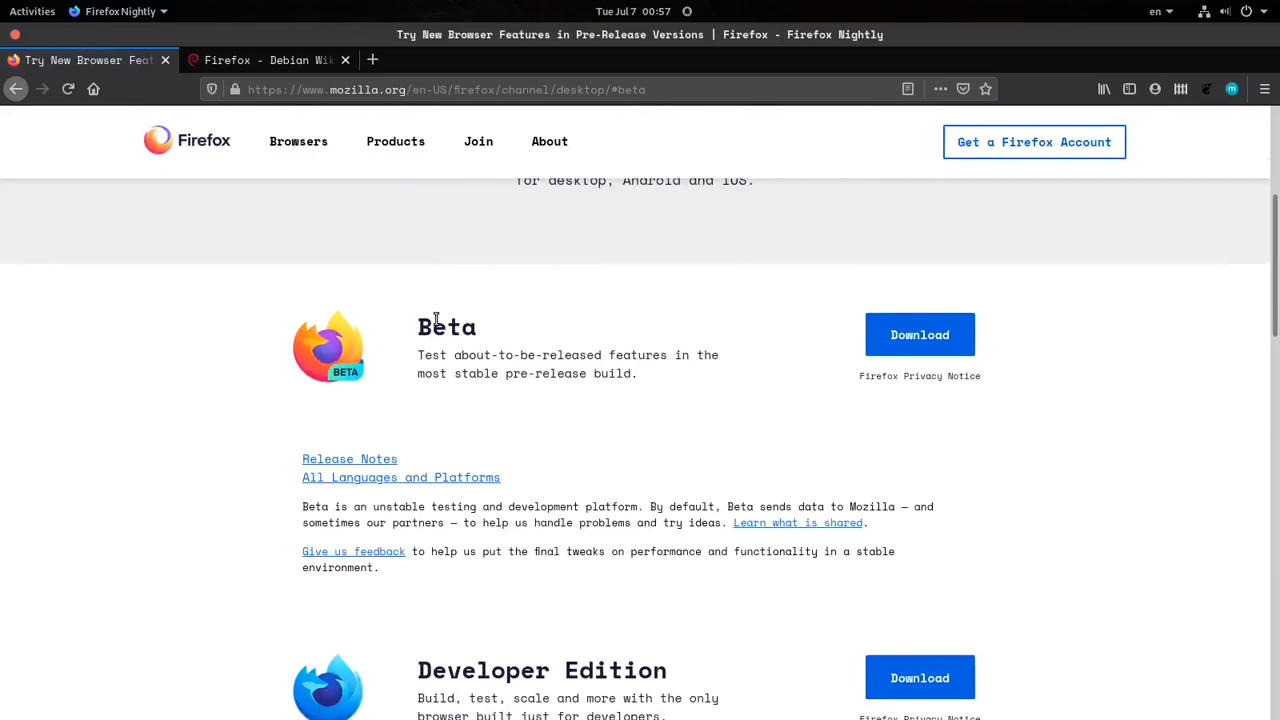 Activities FirefoxNightly Tue Jul 7 00:57 en
Try New Browser Features in Pre-Release Versions | Firefox - Firefox Nightly
Try New Browser Feat Firefox - Debian Wik
https://www.mozilla.org/en-US/firefox/channel/desktop/#beta
Firefox Browsers Products Join About Get a Firefox Account
for desktop, Android and iOS.
Beta
Download
Test about-to-be-released features in the
most stable pre-release build.
BETA
Firefox Privacy Notice
Release Notes
All Languages and Platforms
Beta is an unstable testing and development platform. By default, Beta sends data to Mozilla — and
sometimes our partners — to help us handle problems and try ideas. Learn what is shared.
Give us feedback to help us put the final tweaks on performance and functionality in a stable
environment.
Developer Edition
Download
Build, test, scale and more with the only
browser built just for developers.
Firefox Privacy Notice